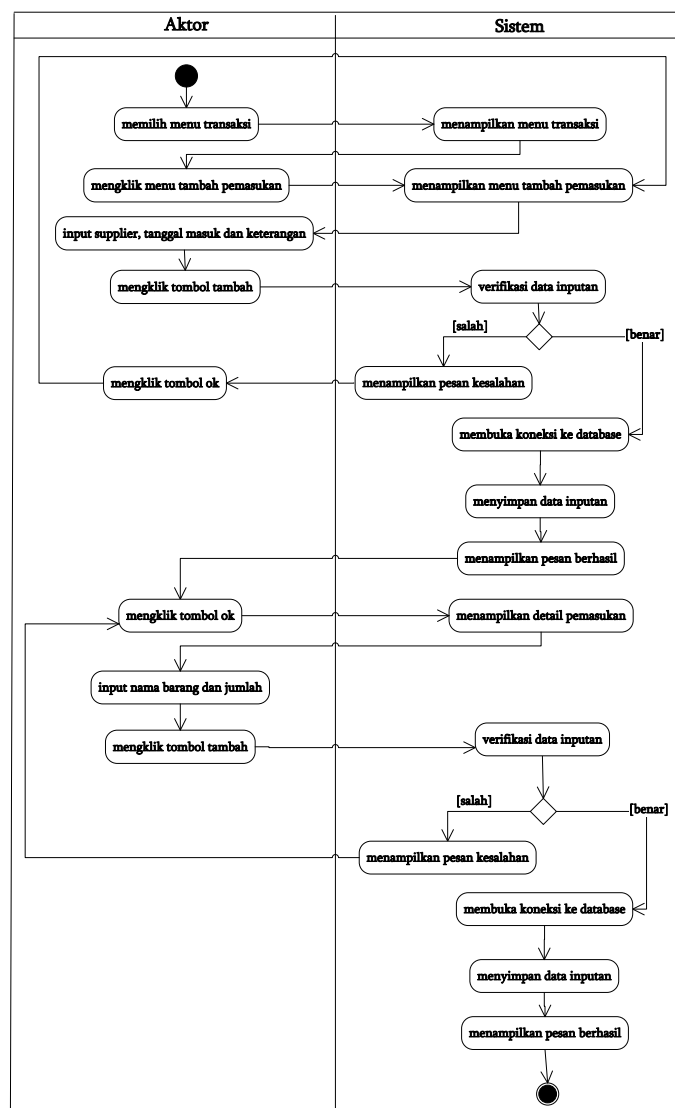 Aktor
Sistem
memilih menu transaksi
menampilkan menu transaksi
mengklik menu tambah pemasukan
menampilkan menu tambah pemasukan
input supplier, tanggal masuk dan keterangan
mengklik tombol tambah
verifikasi data inputan
[salah]
[benar]
mengklik tombol ok
menampilkan pesan kesalahan
membuka koneksi ke database
menyimpan data inputan
menampilkan pesan berhasil
mengklik tombol ok
menampilkan detail pemasukan
input nama barang dan jumlah
mengklik tombol tambah
verifikasi data inputan
[salah]
[benar]
menampilkan pesan kesalahan
membuka koneksi ke database
menyimpan data inputan
menampilkan pesan berhasil